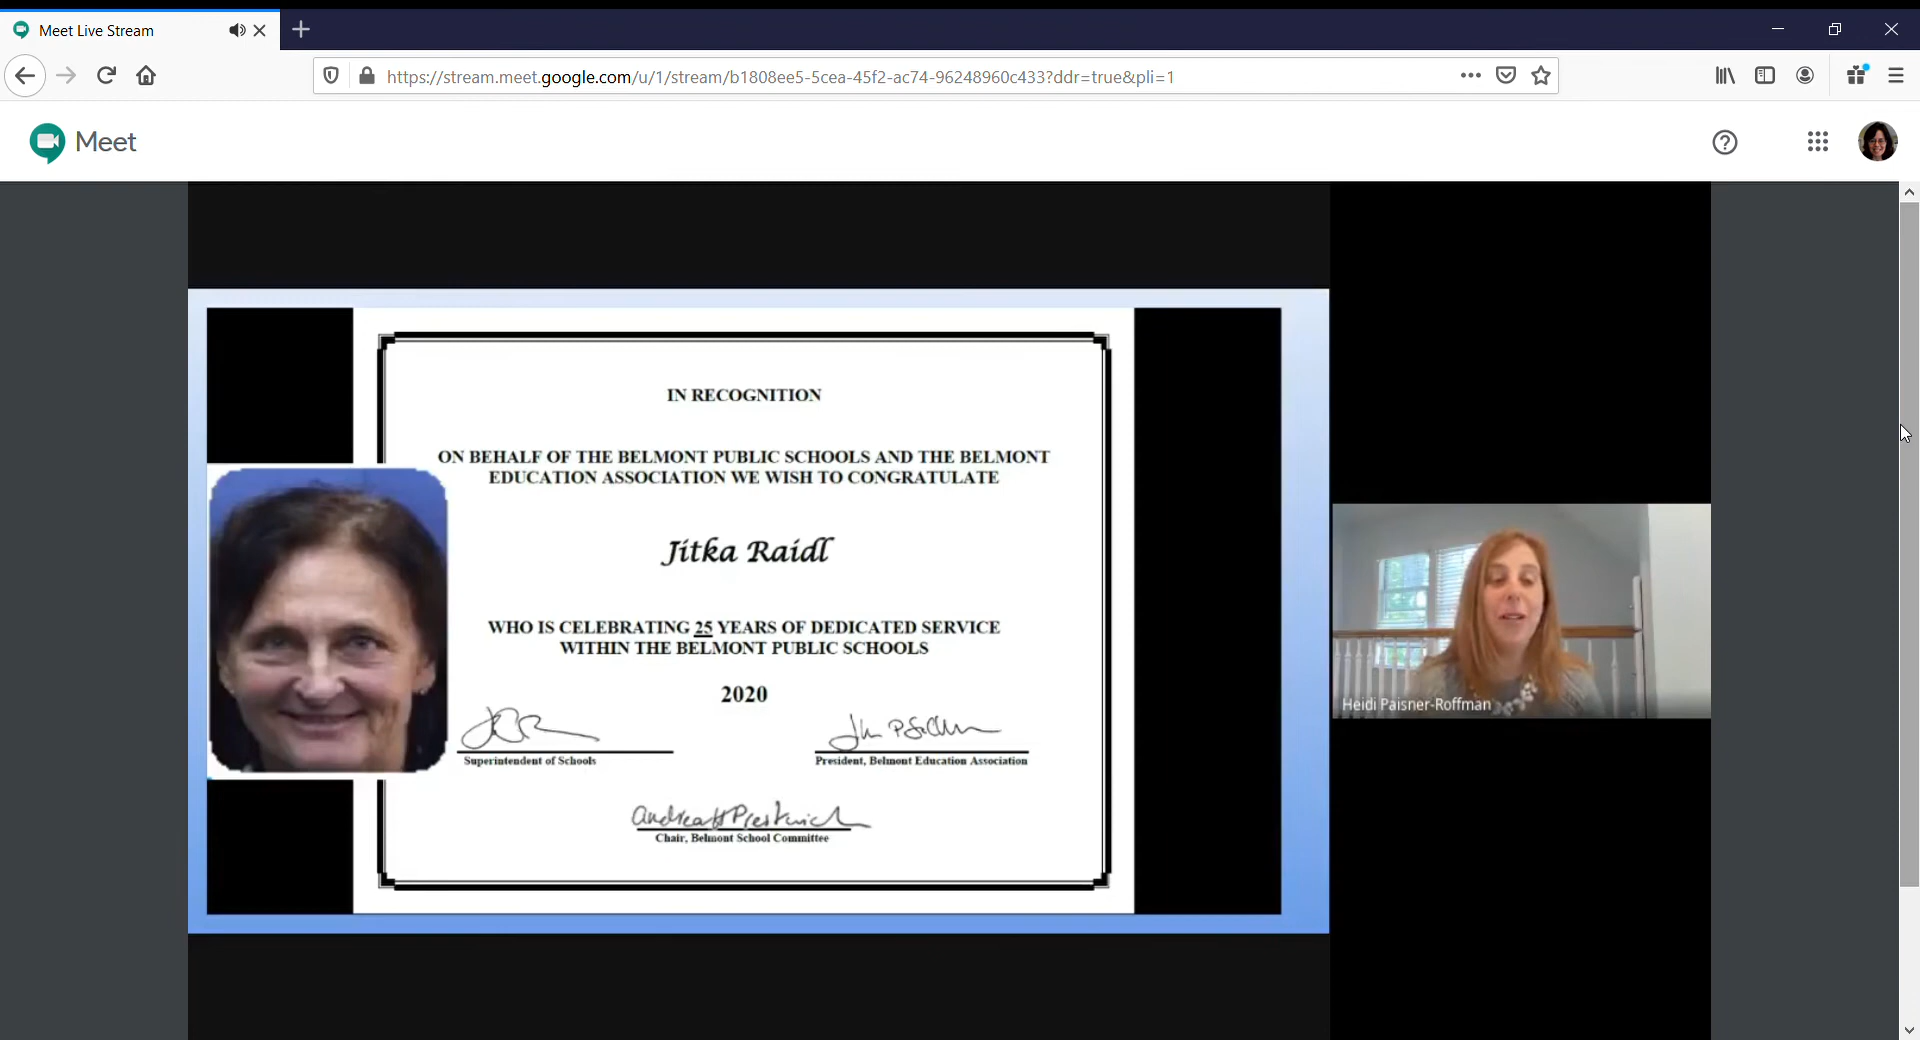 Meet Live Stream
https://stream.meet.google.com/u/1/stream/b1808ee5-5cea-45f2-ac74-96248960c433?ddr=true&pli=1
Meet
IN RECOGNITION
ON BEHALF OF THE BELMONT PUBLIC SCHOOLS AND THE BELMONT
EDUCATION ASSOCIATION WE WISH TO CONGRATULATE
Jitka Raidl
WHO IS CELEBRATING 25 YEARS OF DEDICATED SERVICE
WITHIN THE BELMONT PUBLIC SCHOOLS
2020
Superintendent of Schools
President, Belmont Education Association
Andrea Prestwich
Chair, Belmont School Committee
Heidi Paisner-Roffman